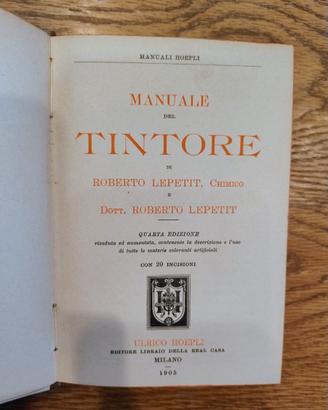 MANUALI HOEPLI
MANUALE
DEL
TINTORE
DI
ROBERTO LEPETIT, CHIMICO
E
DOTT. ROBERTO LEPETIT
QUARTA EDIZIONE
riveduta ed aumentata, contenente la descrizione e l'uso
di tutte le materie coloranti artificiali
CON 20 INCISIONI
ULRICO HOEPLI
EDITORE LIBRAIO DELLA REAL CASA
MILANO
1905